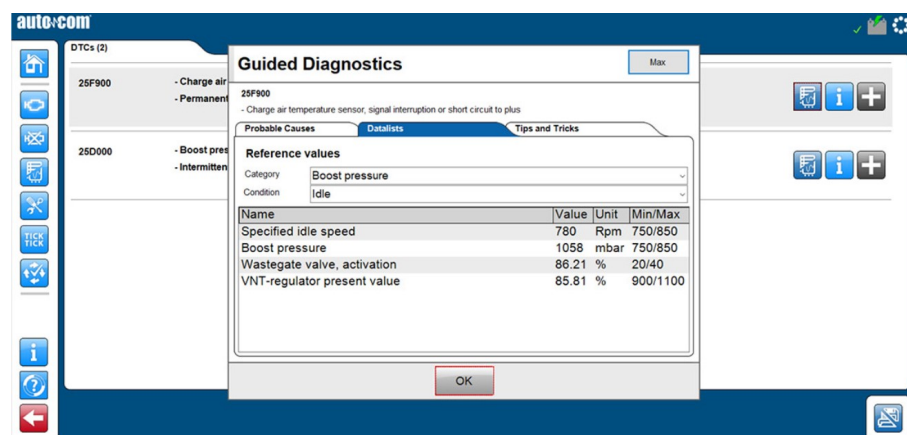 autocom
DTCs (2)
25F900
- Charge air
- Permanent
25D000
- Boost pres
- Intermitten
Guided Diagnostics
Max
25F900
- Charge air temperature sensor, signal interruption or short circuit to plus
Probable Causes Datalists Tips and Tricks
Reference values
Category Boost pressure
Condition Idle
Name Value Unit Min/Max
Specified idle speed 780 Rpm 750/850
Boost pressure 1058 mbar 750/850
Wastegate valve, activation 86.21 % 20/40
VNT-regulator present value 85.81 % 900/1100
OK
TICK
TICK
i
i
i
?